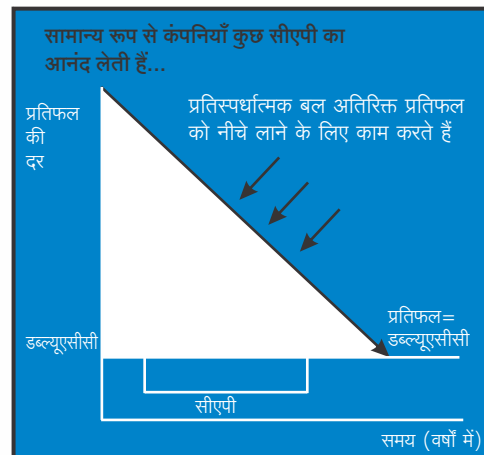 सामान्य रूप से कंपनियाँ कुछ सीएपी का
आनंद लेती हैं...
प्रतिस्पर्धात्मक बल अतिरिक्त प्रतिफल
को नीचे लाने के लिए काम करते हैं
प्रतिफल
की
दर
प्रतिफल=
डब्ल्यूएसीसी
डब्ल्यूएसीसी
सीएपी
समय (वर्षों में)